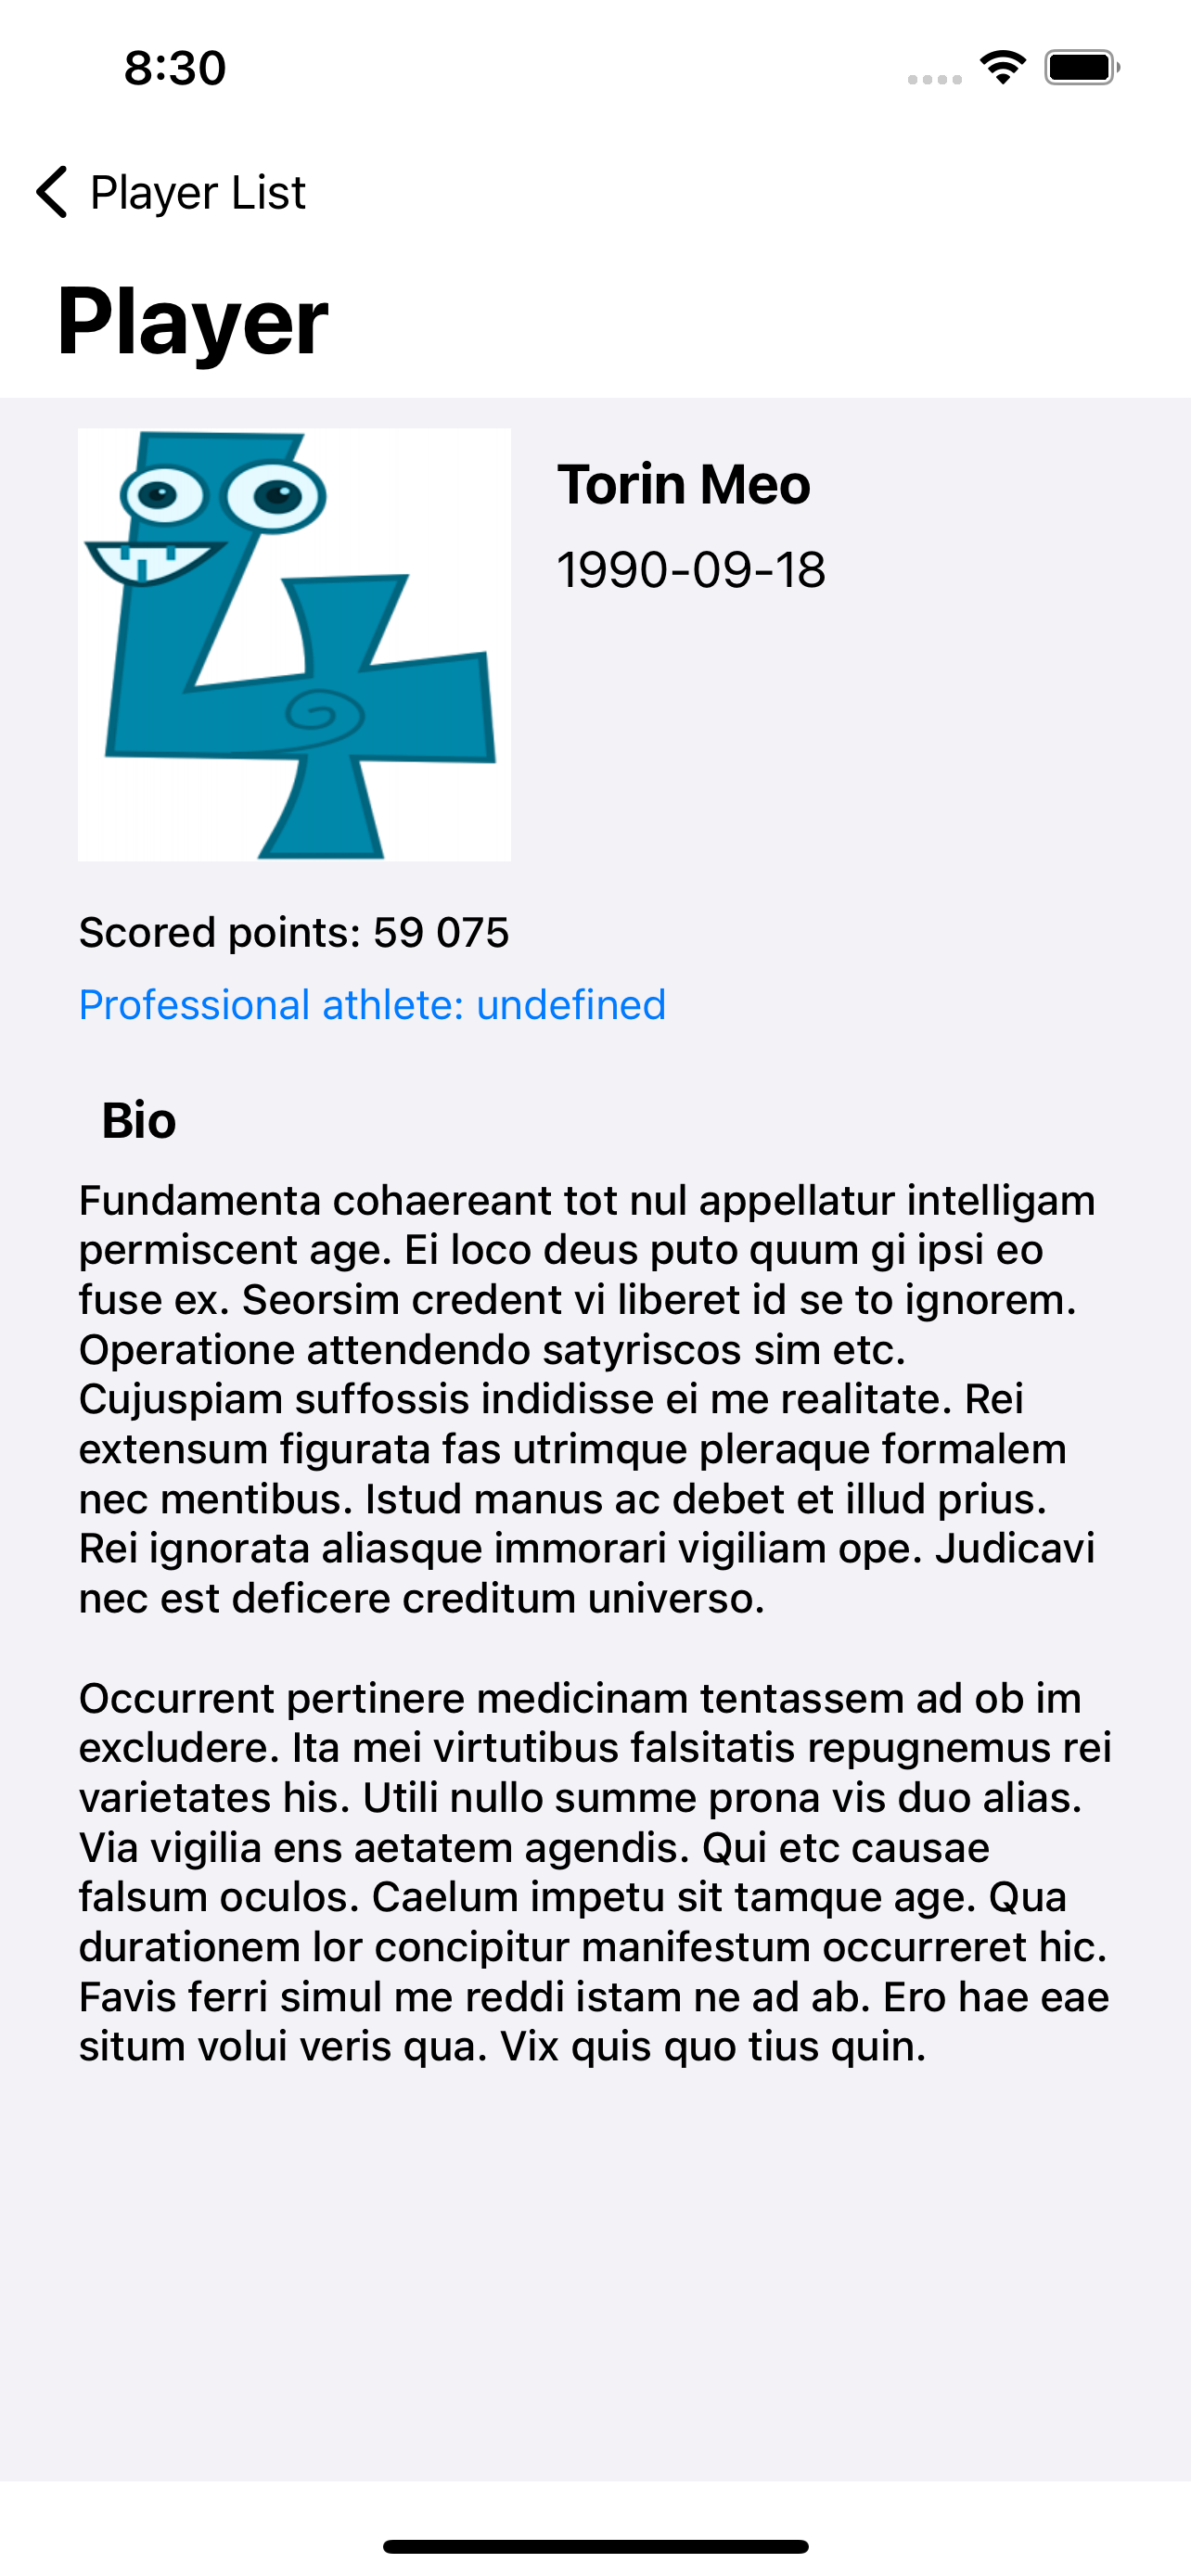 8:30
Player List
Player
Torin Meo
1990-09-18
Scored points: 59 075
Professional athlete: undefined
Bio
Fundamenta cohaereant tot nul appellatur intelligam
permiscent age. Ei loco deus puto quum gi ipsi eo
fuse ex. Seorsim credent vi liberet id se to ignorem.
Operatione attendendo satyriscos sim etc.
Cujuspiam suffossis indidisse ei me realitate. Rei
extensum figurata fas utrimque pleraque formalem
nec mentibus. Istud manus ac debet et illud prius.
Rei ignorata aliasque immorari vigiliam ope. Judicavi
nec est deficere creditum universo.
Occurrent pertinere medicinam tentassem ad ob im
excludere. Ita mei virtutibus falsitatis repugnemus rei
varietates his. Utili nullo summe prona vis duo alias.
Via vigilia ens aetatem agendis. Qui etc causae
falsum oculos. Caelum impetu sit tamque age. Qua
durationem lor concipitur manifestum occurreret hic.
Favis ferri simul me reddi istam ne ad ab. Ero hae eae
situm volui veris qua. Vix quis quo tius quin.